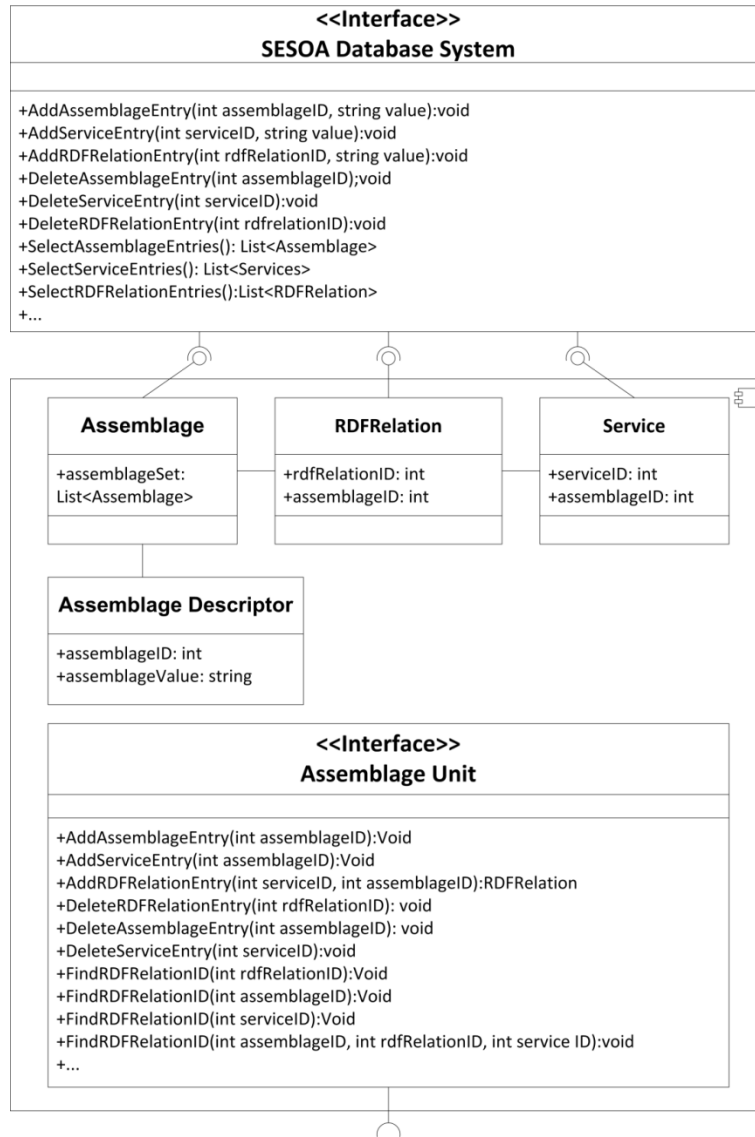 <<Interface>>
SESOA Database System
+AddAssemblageEntry(int assemblageID, string value):void
+AddServiceEntry(int serviceID, string value):void
+AddRDFRelationEntry(int rdfRelationID, string value):void
+DeleteAssemblageEntry(int assemblageID);void
+DeleteServiceEntry(int serviceID):void
+DeleteRDFRelationEntry(int rdfrelationID):void
+SelectAssemblageEntries(): List<Assemblage>
+SelectServiceEntries(): List<Services>
+SelectRDFRelationEntries():List<RDFRelation>
+...
Assemblage
+assemblageSet:
List<Assemblage>
RDFRelation
+rdfRelationID: int
+assemblageID: int
Service
+serviceID: int
+assemblageID: int
Assemblage Descriptor
+assemblageID: int
+assemblageValue: string
<<Interface>>
Assemblage Unit
+AddAssemblageEntry(int assemblageID):Void
+AddServiceEntry(int assemblageID):Void
+AddRDFRelationEntry(int serviceID, int assemblageID):RDFRelation
+DeleteRDFRelationEntry(int rdfRelationID): void
+DeleteAssemblageEntry(int assemblageID): void
+DeleteServiceEntry(int serviceID):void
+FindRDFRelationID(int rdfRelationID):Void
+FindRDFRelationID(int assemblageID):Void
+FindRDFRelationID(int serviceID):Void
+FindRDFRelationID(int assemblageID, int rdfRelationID, int service ID):void
+...